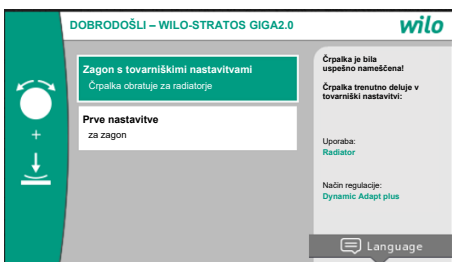 DOBRODOŠLI – WILO-STRATOS GIGA2.0
wilo
Zagon s tovarniškimi nastavitvami
Črpalka obratuje za radiatorje
Prve nastavitve
za zagon
+
Črpalka je bila
uspešno nameščena!
Črpalka trenutno deluje v
tovarniški nastavitvi:
Uporaba:
Radiator
Način regulacije:
Dynamic Adapt plus
Language